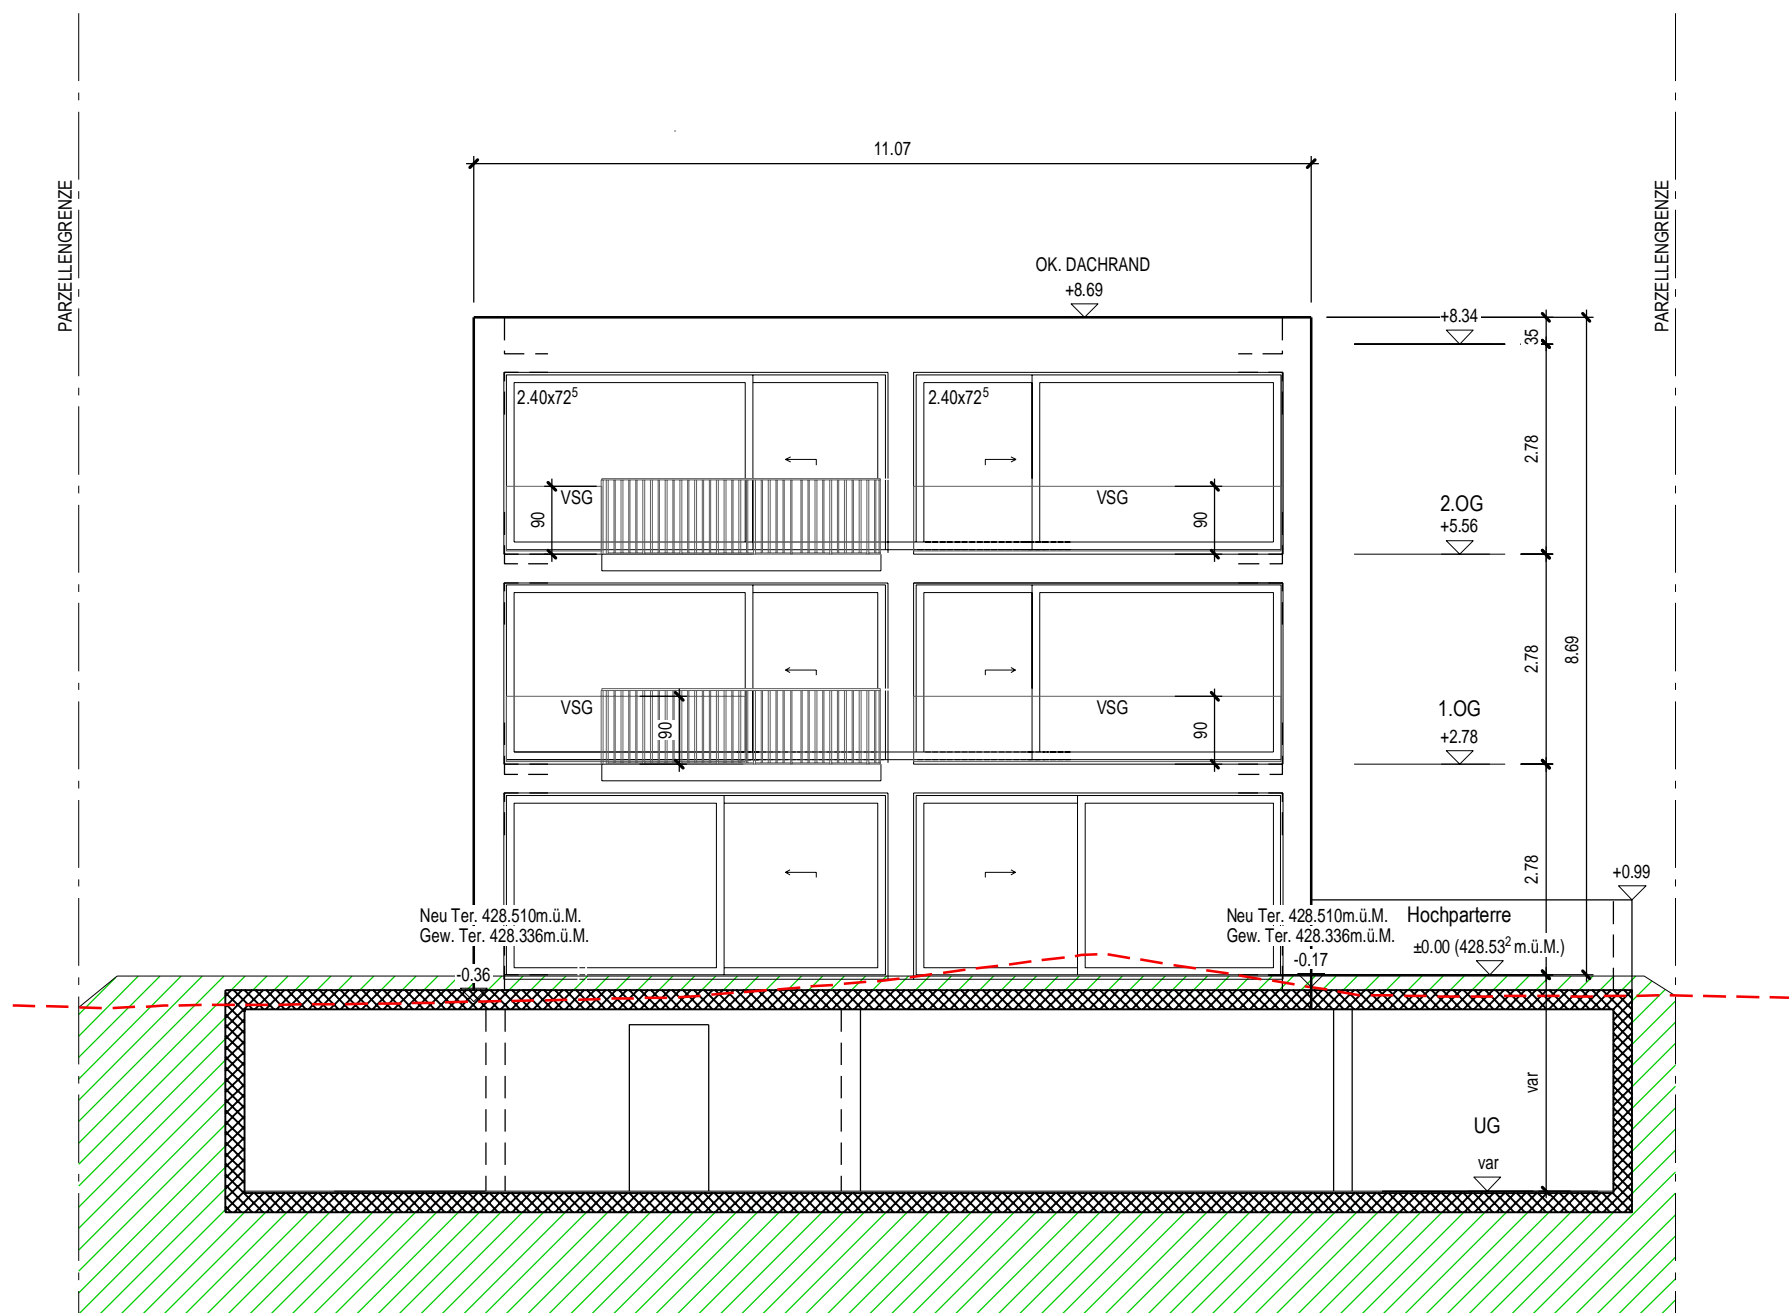 11.07
PARZELLENGRENZE
PARZELLENGRENZE
OK. DACHRAND
+8.69
+8.34
35
2.40x72⁵
2.40x72⁵
2.78
VSG
VSG
90
90
2.OG
+5.56
2.78
8.69
VSG
VSG
90
90
1.OG
+2.78
2.78
+0.99
Neu Ter. 428.510m.ü.M.
Gew. Ter. 428.336m.ü.M.
Neu Ter. 428.510m.ü.M.
Gew. Ter. 428.336m.ü.M.
Hochparterre
±0.00 (428.53² m.ü.M.)
-0.36
-0.17
var
UG
var